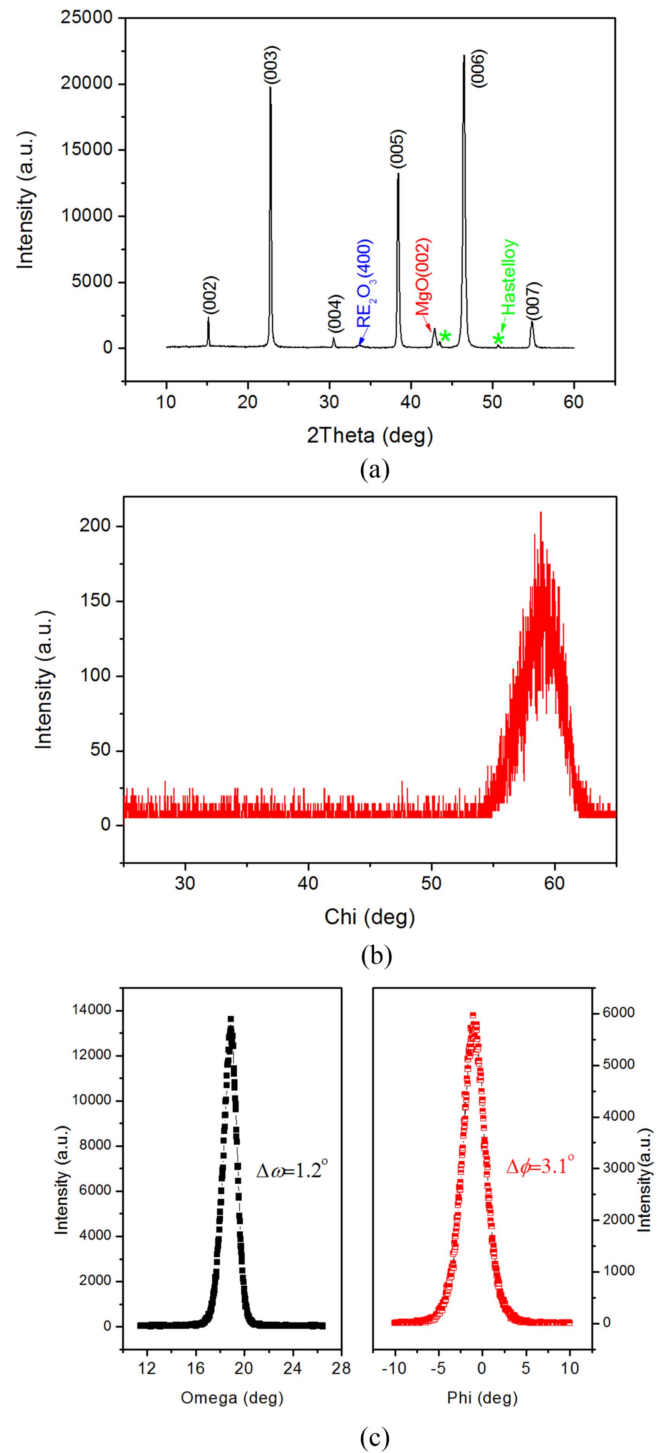 25000
20000
15000
10000
5000
0
Intensity (a.u.)
(002)
(003)
(004)
RE₂O₃(400)
(005)
MgO(002)
*
(006)
*
Hastelloy
(007)
10 20 30 40 50 60
2Theta (deg)
(a)
200
150
100
50
0
Intensity (a.u.)
30 40 50 60
Chi (deg)
(b)
14000
12000
10000
8000
6000
4000
2000
0
Intensity (a.u.)
Δω=1.2°
12 16 20 24 28
Omega (deg)
Δϕ=3.1°
6000
5000
4000
3000
2000
1000
0
Intensity(a.u.)
-10 -5 0 5 10
Phi (deg)
(c)